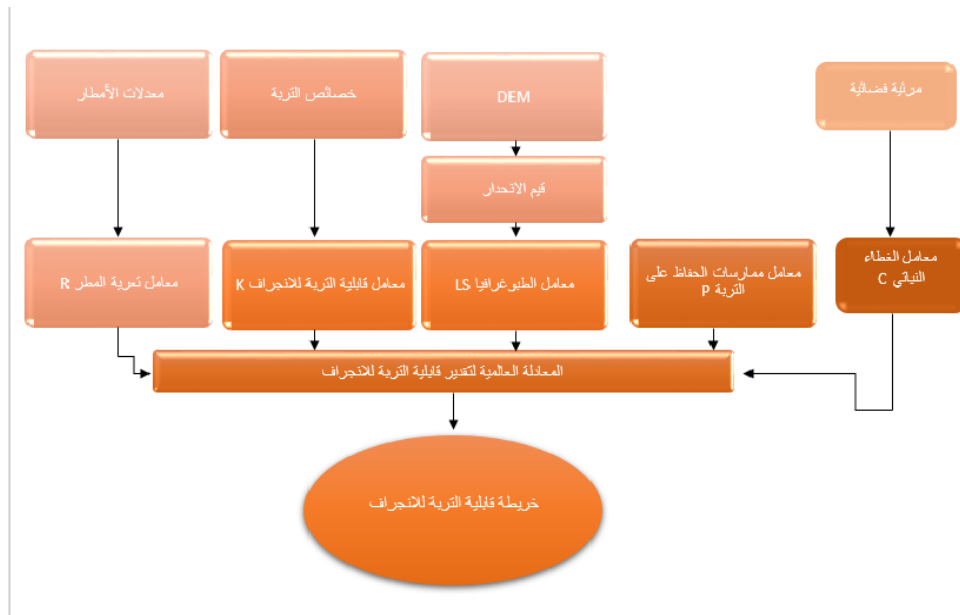 مرئية فضائية
DEM
خصائص التربة
معدلات الأمطار
قيم الانحدار
معامل الغطاء
النباتي C
معامل ممارسات الحفاظ على
التربة P
معامل الطبوغرافيا LS
معامل قابلية التربة للانجراف K
معامل تعرية المطر R
المعادلة العالمية لتقدير قابلية التربة للانجراف
خريطة قابلية التربة للانجراف